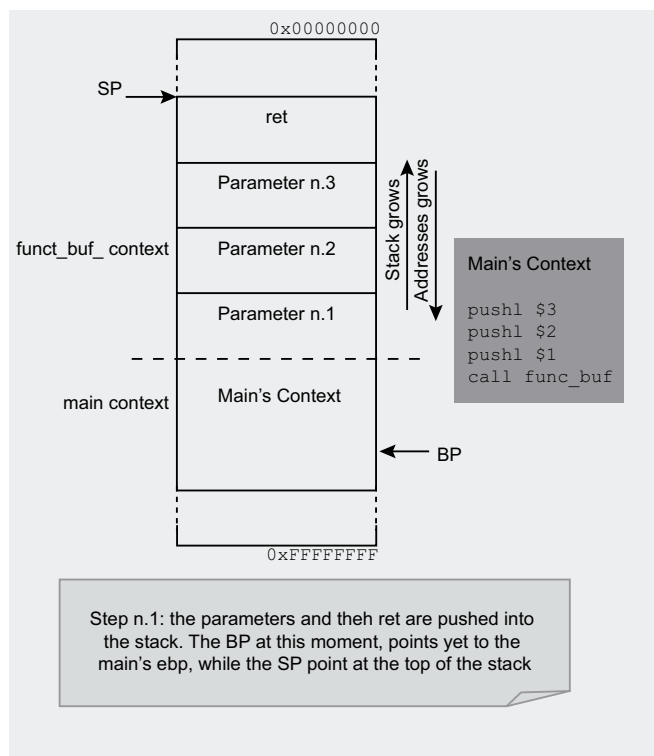 0x00000000
SP
ret
Parameter n.3
funct_buf_ context
Parameter n.2
Parameter n.1
Stack grows
Addresses grows
Main's Context
pushl $3
pushl $2
pushl $1
call func_buf
main context
Main's Context
BP
0xFFFFFFFF
Step n.1: the parameters and theh ret are pushed into
the stack. The BP at this moment, points yet to the
main's ebp, while the SP point at the top of the stack